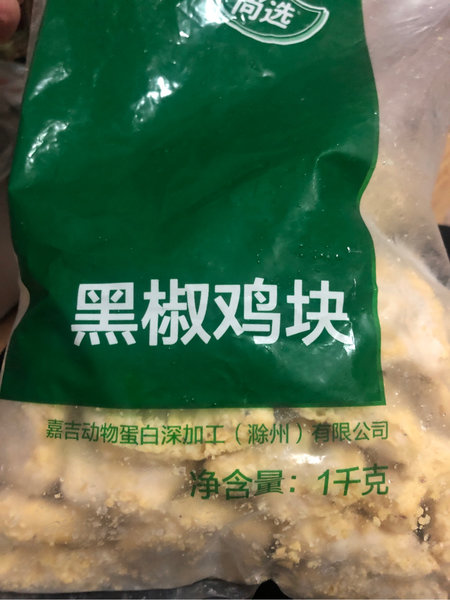 尚选
黑椒鸡块
嘉吉动物蛋白深加工（滁州）有限公司
净含量：1千克